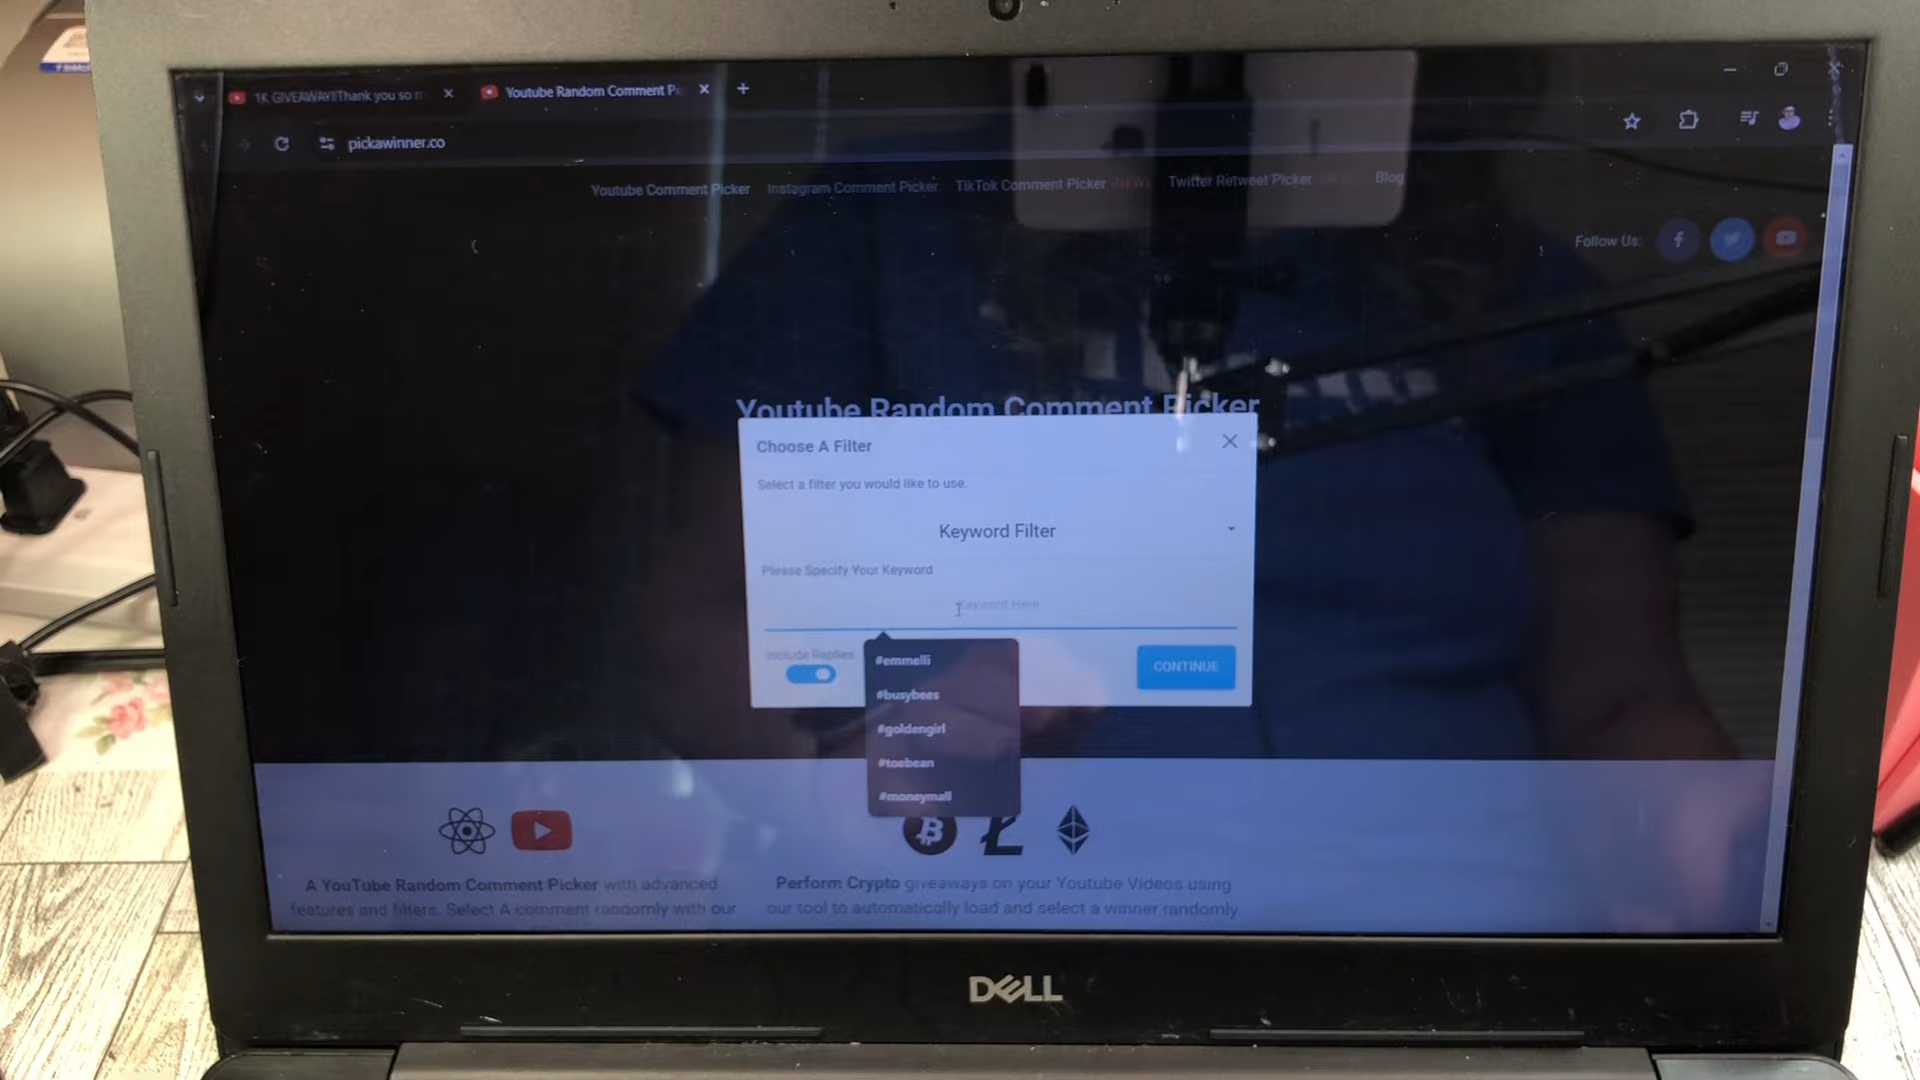 1K GIVEAWAY!!Thank you so m
Youtube Random Comment P
pickawinner.co
Youtube Comment Picker
Instagram Comment Picker
TikTok Comment Picker
Twitter Retweet Picker
Blog
Follow Us:
Youtube Random Comment Picker
Choose A Filter
Select a filter you would like to use.
Keyword Filter
Please Specify Your Keyword
Keyword Here
Include Replies
#emmelli
#busybees
#goldengirl
#toebean
#moneymall
CONTINUE
A YouTube Random Comment Picker with advanced
features and filters. Select A comment randomly with our
Perform Crypto giveaways on your Youtube Videos using
our tool to automatically load and select a winner randomly
DELL